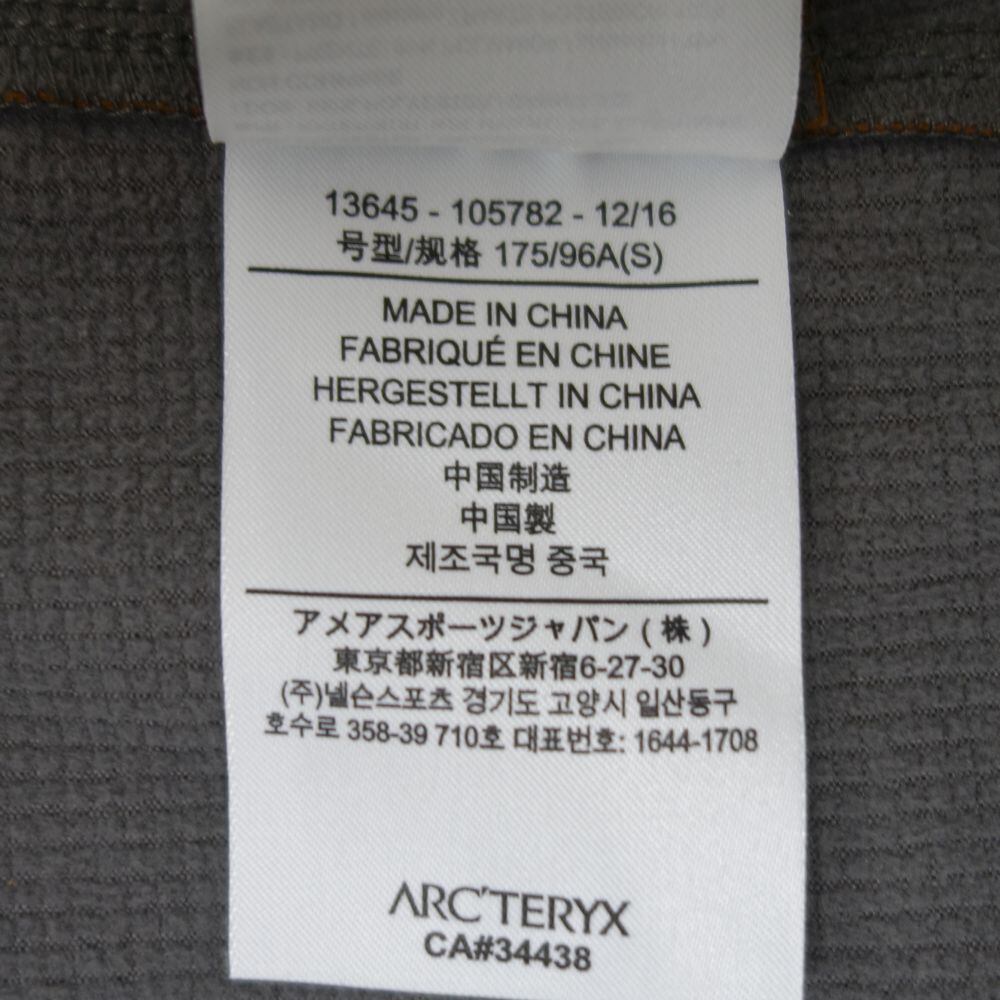 13645 - 105782 - 12/16
号型/规格 175/96A(S)
MADE IN CHINA
FABRIQUÉ EN CHINE
HERGESTELLT IN CHINA
FABRICADO EN CHINA
中国制造
中国製
제조국명 중국
アメアスポーツジャパン ( 株 )
東京都新宿区新宿6-27-30
(주)넬슨스포츠 경기도 고양시 일산동구
호수로 358-39 710호 대표번호: 1644-1708
ARC'TERYX
CA#34438